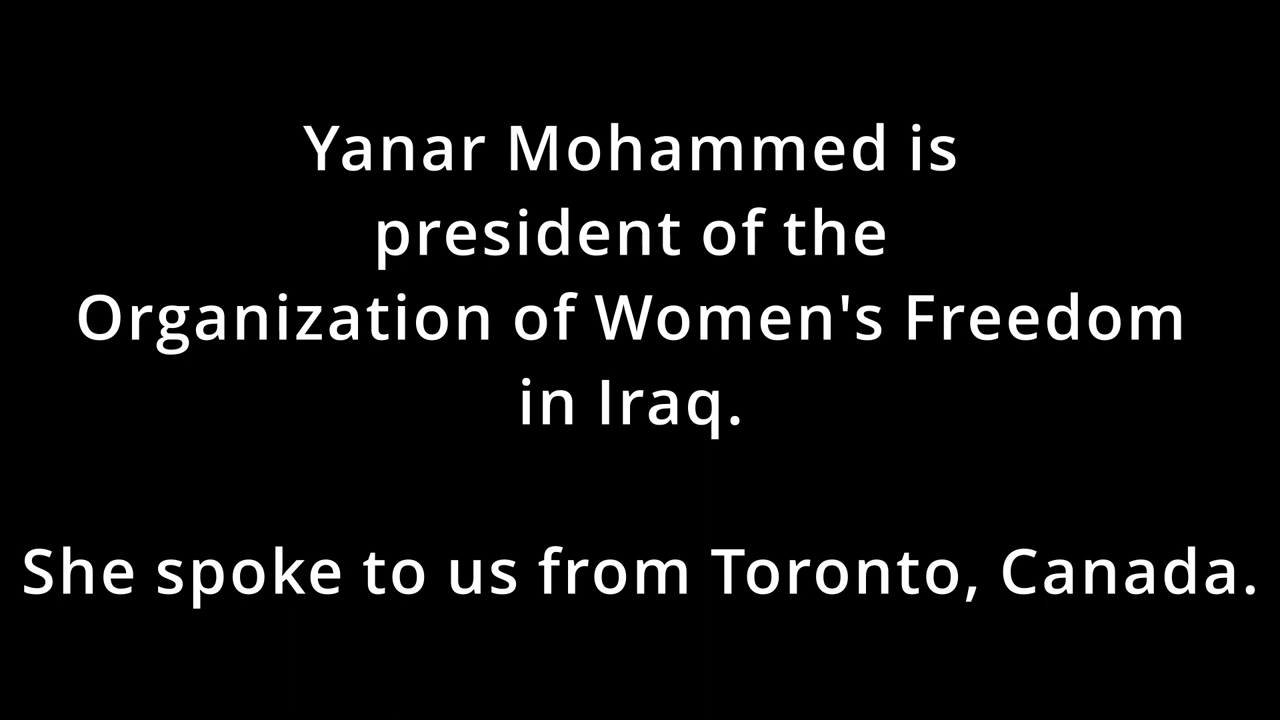 Yanar Mohammed is
president of the
Organization of Women's Freedom
in Iraq.
She spoke to us from Toronto, Canada.